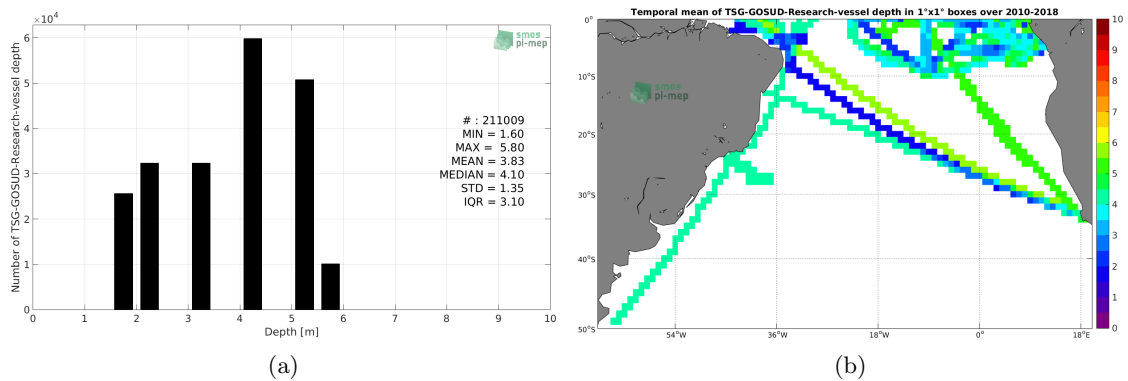 ×10⁴
6
5
4
3
2
1
0
Number of TSG-GOSUD-Research-vessel depth
0 1 2 3 4 5 6 7 8 9 10
Depth [m]
smos
pi-mep
# : 211009
MIN = 1.60
MAX = 5.80
MEAN = 3.83
MEDIAN = 4.10
STD = 1.35
IQR = 3.10
(a)
Temporal mean of TSG-GOSUD-Research-vessel depth in 1°x1° boxes over 2010-2018
0°
10°S
20°S
30°S
40°S
50°S
54°W 36°W 18°W 0° 18°E
smos
pi-mep
10
9
8
7
6
5
4
3
2
1
0
(b)